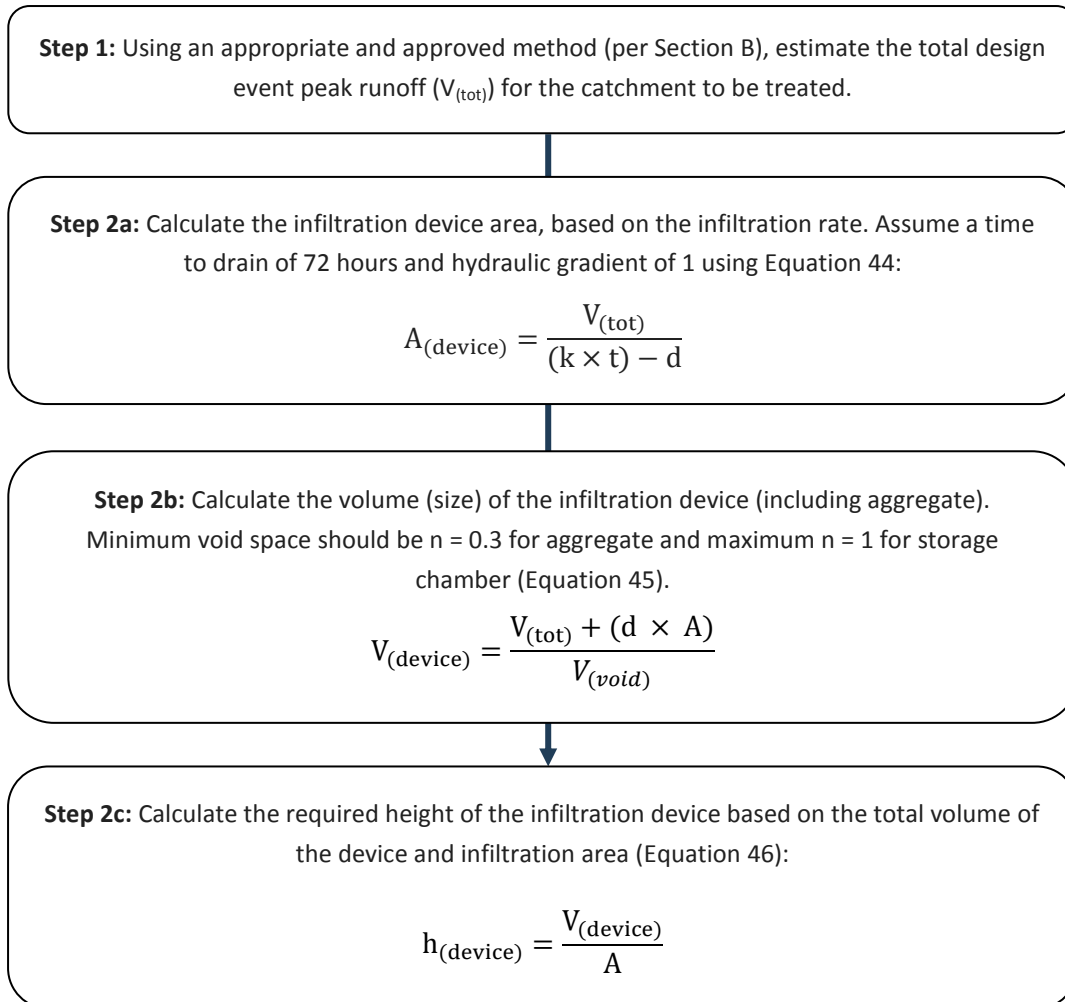 Step 1: Using an appropriate and approved method (per Section B), estimate the total design
event peak runoff (V(tot)) for the catchment to be treated.
Step 2a: Calculate the infiltration device area, based on the infiltration rate. Assume a time
to drain of 72 hours and hydraulic gradient of 1 using Equation 44:
A(device) = V(tot) / (k × t) − d
Step 2b: Calculate the volume (size) of the infiltration device (including aggregate).
Minimum void space should be n = 0.3 for aggregate and maximum n = 1 for storage
chamber (Equation 45).
V(device) = V(tot) + (d × A) / V(void)
Step 2c: Calculate the required height of the infiltration device based on the total volume of
the device and infiltration area (Equation 46):
h(device) = V(device) / A